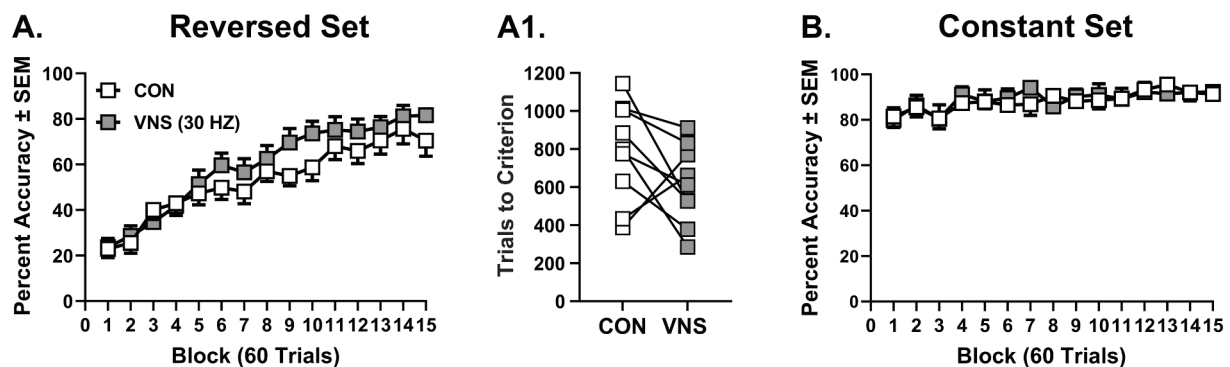 A. Reversed Set
Percent Accuracy ± SEM
100
80
60
40
20
0
CON
VNS (30 HZ)
0 1 2 3 4 5 6 7 8 9 10 11 12 13 14 15
Block (60 Trials)
A1.
Trials to Criterion
1200
1000
800
600
400
200
0
CON VNS
B. Constant Set
Percent Accuracy ± SEM
100
80
60
40
20
0
0 1 2 3 4 5 6 7 8 9 10 11 12 13 14 15
Block (60 Trials)